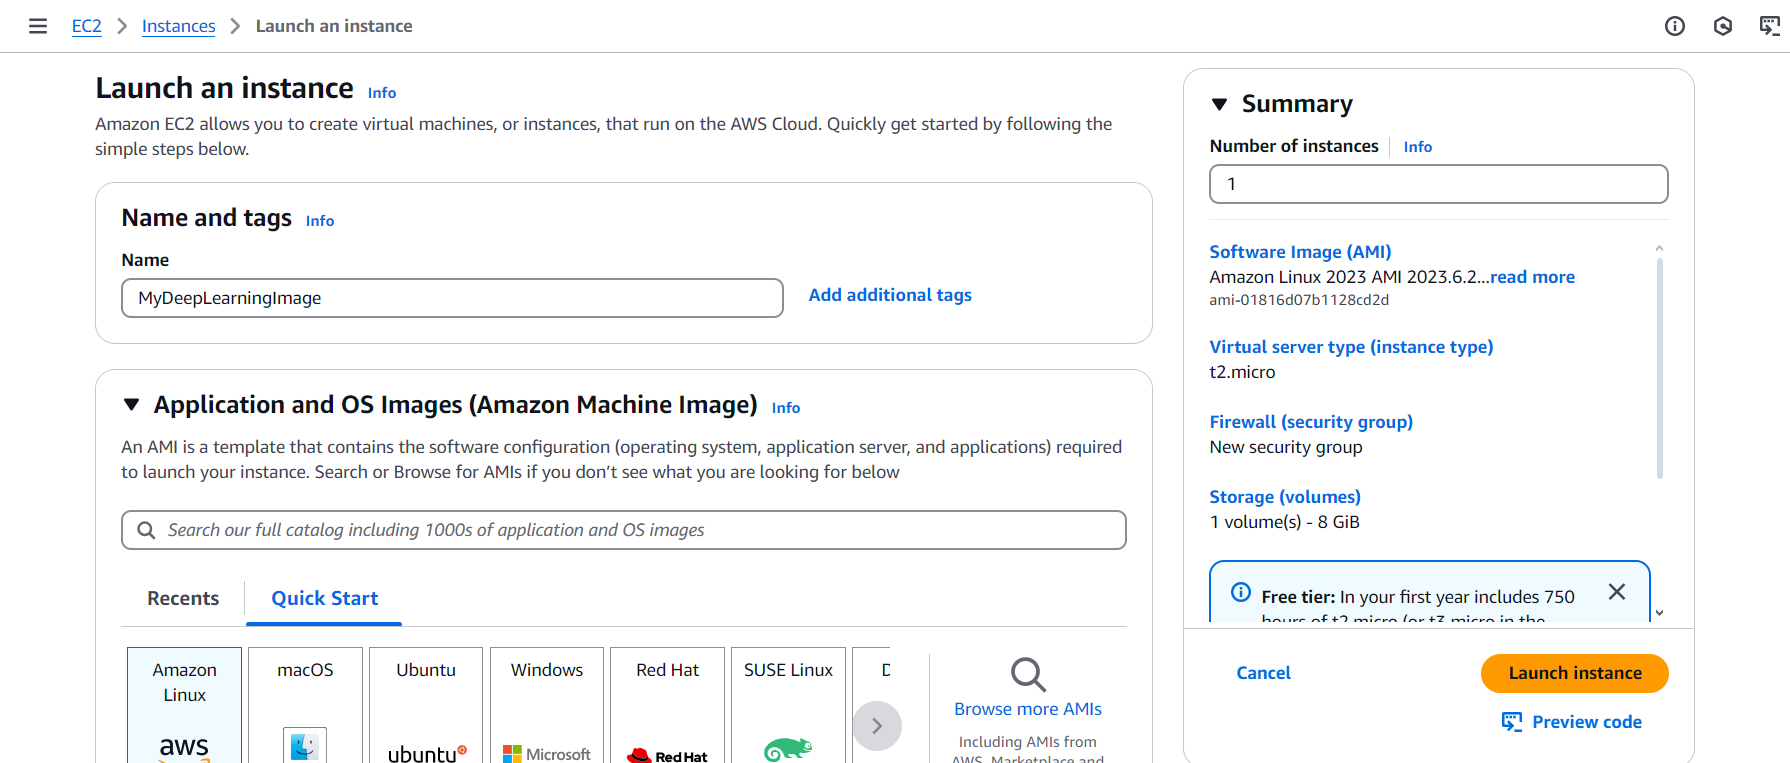 EC2 > Instances > Launch an instance
Launch an instance Info
Amazon EC2 allows you to create virtual machines, or instances, that run on the AWS Cloud. Quickly get started by following the
simple steps below.
Name and tags Info
Name
MyDeepLearningImage
Add additional tags
Application and OS Images (Amazon Machine Image) Info
An AMI is a template that contains the software configuration (operating system, application server, and applications) required
to launch your instance. Search or Browse for AMIs if you don’t see what you are looking for below
Search our full catalog including 1000s of application and OS images
Recents
Quick Start
Amazon
Linux
aws
macOS
Ubuntu
ubuntu
Windows
Microsoft
Red Hat
Red Hat
SUSE Linux
D
Browse more AMIs
Including AMIs from
AWS, Marketplace and
Summary
Number of instances Info
1
Software Image (AMI)
Amazon Linux 2023 AMI 2023.6.2...read more
ami-01816d07b1128cd2d
Virtual server type (instance type)
t2.micro
Firewall (security group)
New security group
Storage (volumes)
1 volume(s) - 8 GiB
Free tier: In your first year includes 750
hours of t2.micro (or t3.micro in the
Cancel
Launch instance
Preview code